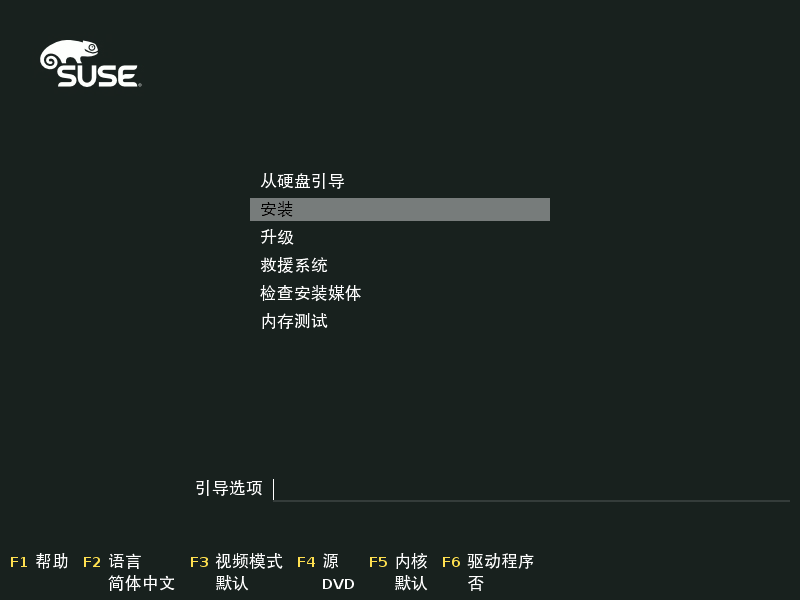 SUSE
从硬盘引导
安装
升级
救援系统
检查安装媒体
内存测试
引导选项
F1 帮助 F2 语言 F3 视频模式 F4 源 F5 内核 F6 驱动程序
简体中文 默认 DVD 默认 否